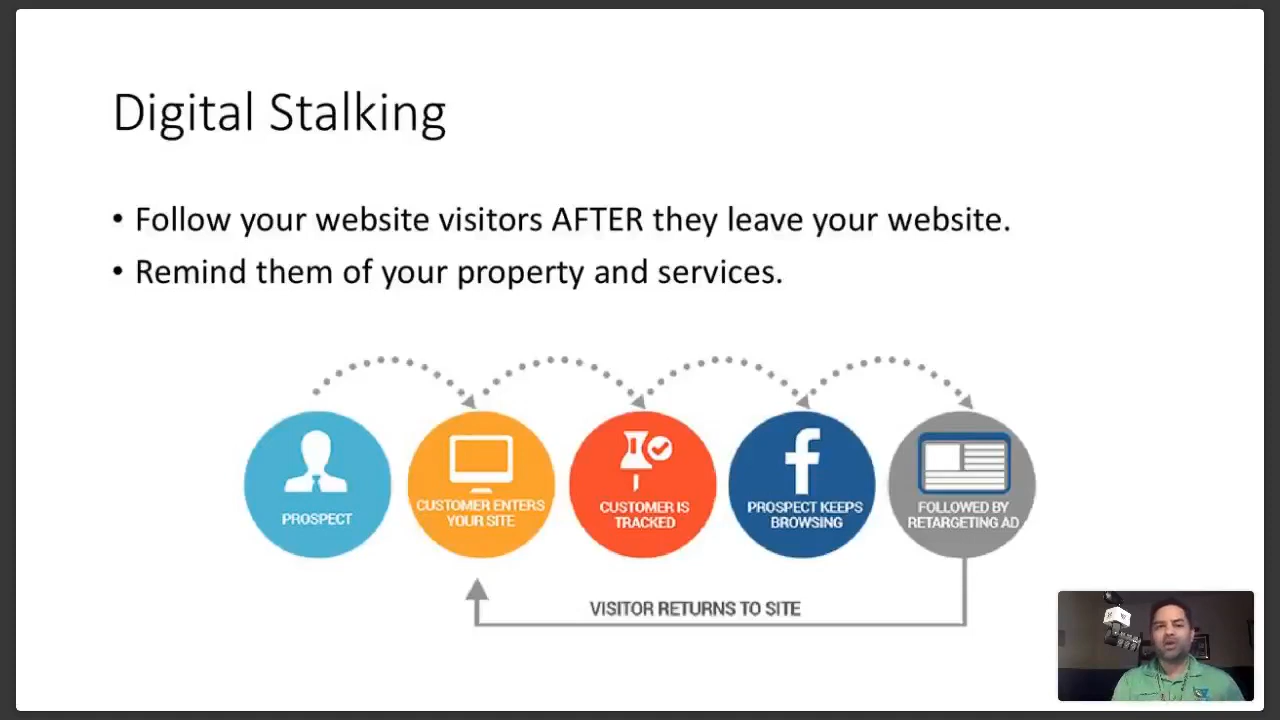 Digital Stalking
• Follow your website visitors AFTER they leave your website.
• Remind them of your property and services.
PROSPECT
CUSTOMER ENTERS
YOUR SITE
CUSTOMER IS
TRACKED
PROSPECT KEEPS
BROWSING
FOLLOWED BY
RETARGETING AD
VISITOR RETURNS TO SITE